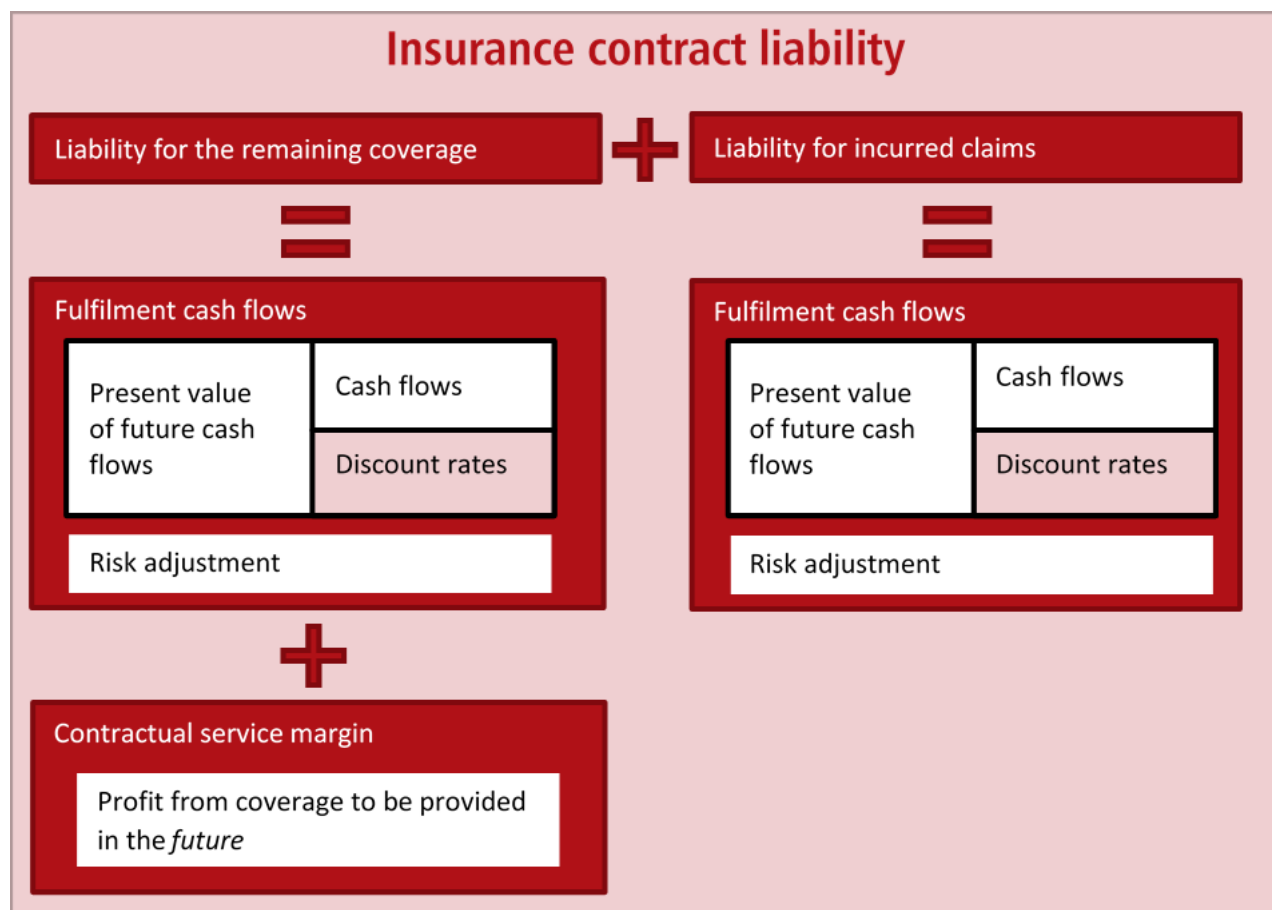 Insurance contract liability
Liability for the remaining coverage
Liability for incurred claims
Fulfilment cash flows
Present value
of future cash
flows
Cash flows
Discount rates
Risk adjustment
Fulfilment cash flows
Present value
of future cash
flows
Cash flows
Discount rates
Risk adjustment
Contractual service margin
Profit from coverage to be provided
in the future